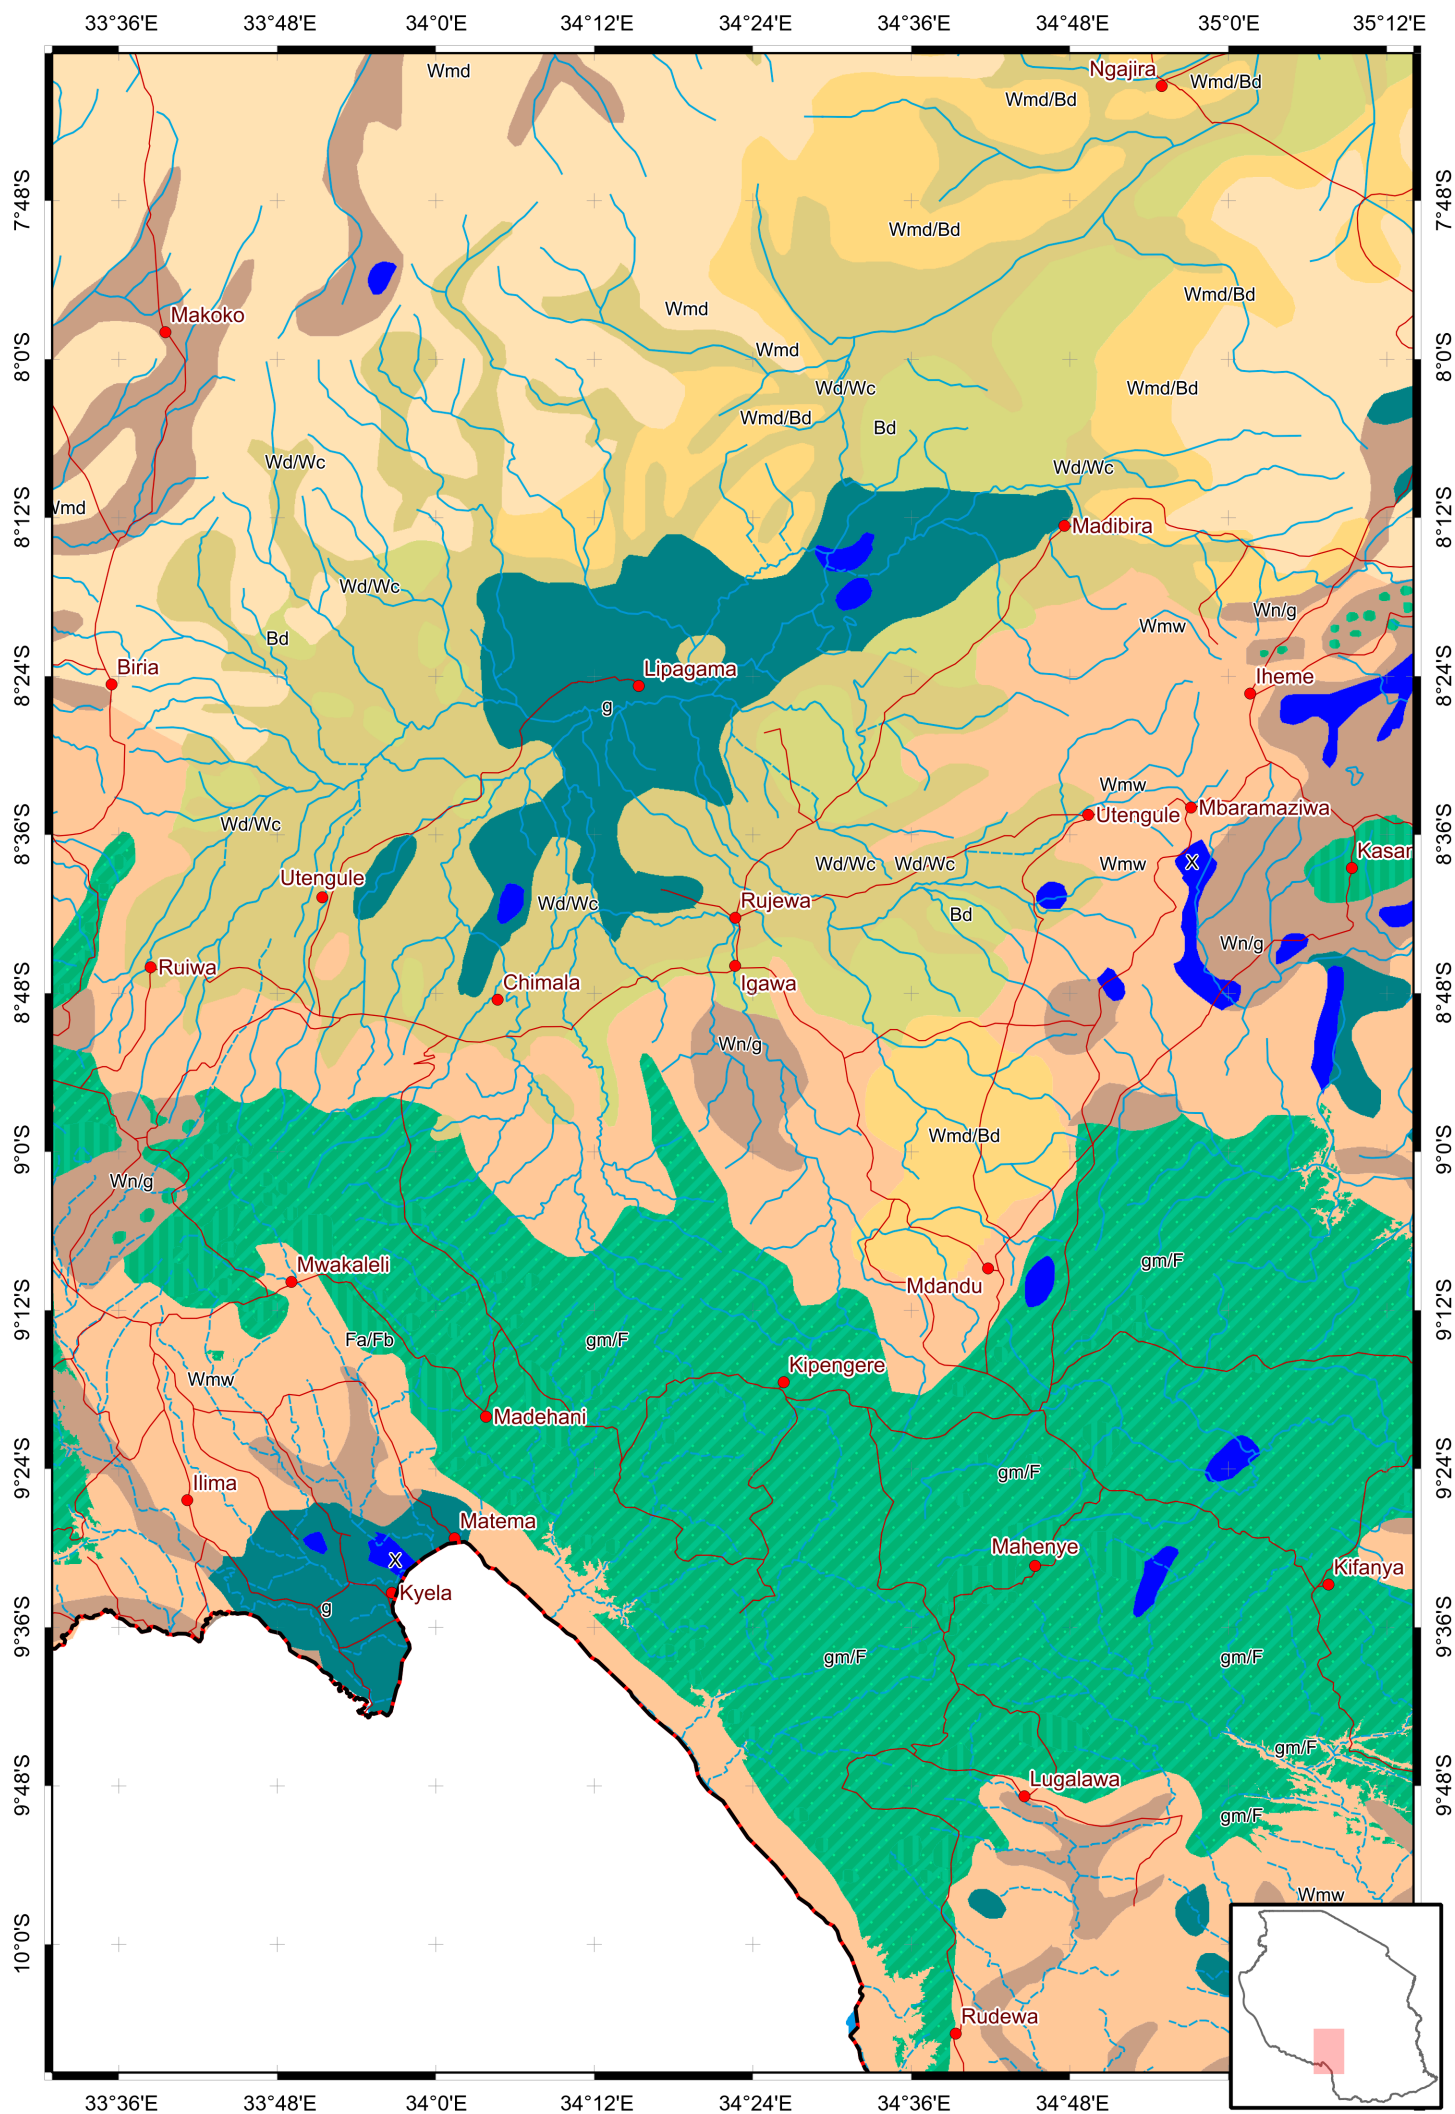 33°36'E 33°48'E 34°0'E 34°12'E 34°24'E 34°36'E 34°48'E 35°0'E 35°12'E
Wmd
Ngajira
Wmd/Bd
Wmd/Bd
7°48'S 7°48'S
Wmd/Bd
Wmd/Bd
Makoko
Wmd
Wmd
8°0'S 8°0'S
Wd/Wc
Wmd/Bd
Wmd/Bd
Bd
Wd/Wc
Wd/Wc
Wmd
8°12'S 8°12'S
Madibira
Wd/Wc
Wn/g
Wmw
Bd
Biria
Lipagama
Iheme
8°24'S 8°24'S
g
Wmw
Utengule
Mbaramaziwa
Wd/Wc
8°36'S 8°36'S
Kasar
X
Wd/Wc
Wd/Wc
Wmw
Utengule
Wd/Wc
Rujewa
Bd
Wn/g
Ruiwa
Chimala
Igawa
8°48'S 8°48'S
Wn/g
Wmd/Bd
9°0'S 9°0'S
Wn/g
Mwakaleli
gm/F
Mdandu
9°12'S 9°12'S
Fa/Fb
gm/F
Kipengere
Wmw
Madehani
9°24'S 9°24'S
gm/F
Ilima
Matema
Mahenye
X
Kifanya
Kyela
g
9°36'S 9°36'S
gm/F
gm/F
gm/F
Lugalawa
9°48'S 9°48'S
gm/F
Wmw
10°0'S
Rudewa
33°36'E 33°48'E 34°0'E 34°12'E 34°24'E 34°36'E 34°48'E